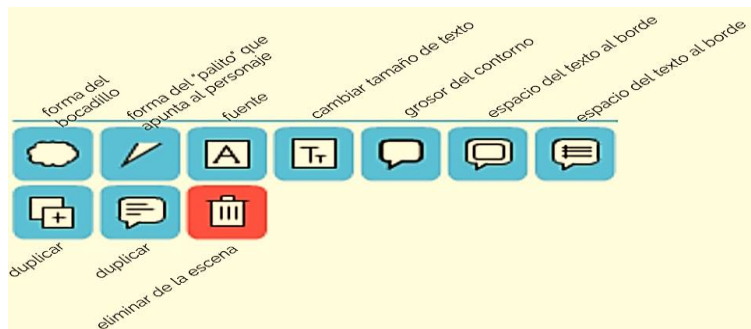 forma del
bocadillo
forma del "palito" que
apunta al personaje
fuente
cambiar tamaño de texto
grosor del contorno
espacio del texto al borde
espacio del texto al borde
A
TT
duplicar
duplicar
eliminar de la escena